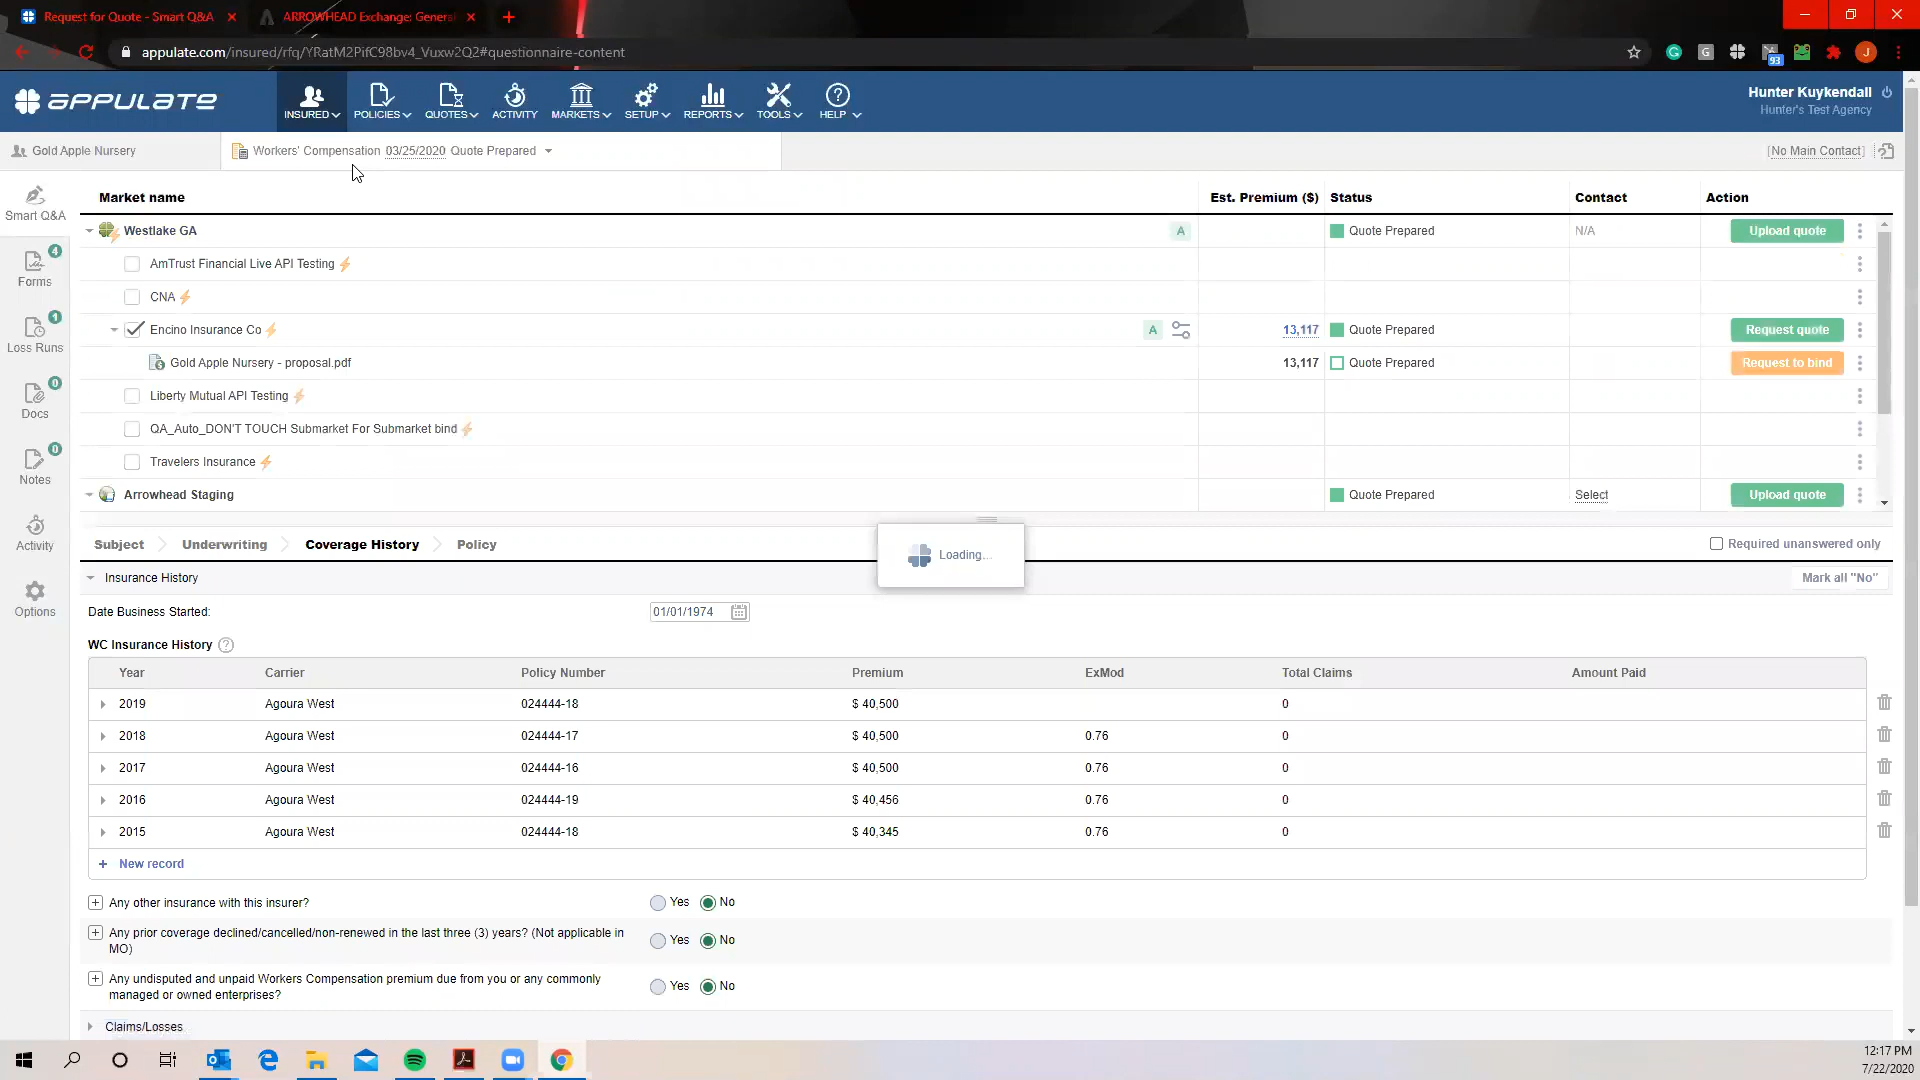 Request for Quote - Smart Q&A
ARROWHEAD Exchange: General
appulate.com/insured/rfq/YRatM2PifC98bv4_Vuxw2Q2#questionnaire-content
93
J
APPULATE
INSURED
POLICIES
QUOTES
ACTIVITY
MARKETS
SETUP
REPORTS
TOOLS
HELP
Hunter Kuykendall
Hunter's Test Agency
Gold Apple Nursery
Workers' Compensation 03/25/2020 Quote Prepared
[No Main Contact]
Smart Q&A
4
Forms
1
Loss Runs
0
Docs
0
Notes
Activity
Options
Market name Est. Premium ($) Status Contact Action
Westlake GA A Quote Prepared N/A Upload quote
AmTrust Financial Live API Testing
CNA
Encino Insurance Co A 13,117 Quote Prepared Request quote
Gold Apple Nursery - proposal.pdf 13,117 Quote Prepared Request to bind
Liberty Mutual API Testing
QA_Auto_DON'T TOUCH Submarket For Submarket bind
Travelers Insurance
Arrowhead Staging Quote Prepared Select Upload quote
Subject Underwriting Coverage History Policy Required unanswered only
Loading...
Insurance History Mark all "No"
Date Business Started: 01/01/1974
WC Insurance History ?
Year Carrier Policy Number Premium ExMod Total Claims Amount Paid
2019 Agoura West 024444-18 $ 40,500 0
2018 Agoura West 024444-17 $ 40,500 0.76 0
2017 Agoura West 024444-16 $ 40,500 0.76 0
2016 Agoura West 024444-19 $ 40,456 0.76 0
2015 Agoura West 024444-18 $ 40,345 0.76 0
+ New record
Any other insurance with this insurer? Yes No
Any prior coverage declined/cancelled/non-renewed in the last three (3) years? (Not applicable in
MO) Yes No
Any undisputed and unpaid Workers Compensation premium due from you or any commonly
managed or owned enterprises? Yes No
Claims/Losses
12:17 PM
7/22/2020